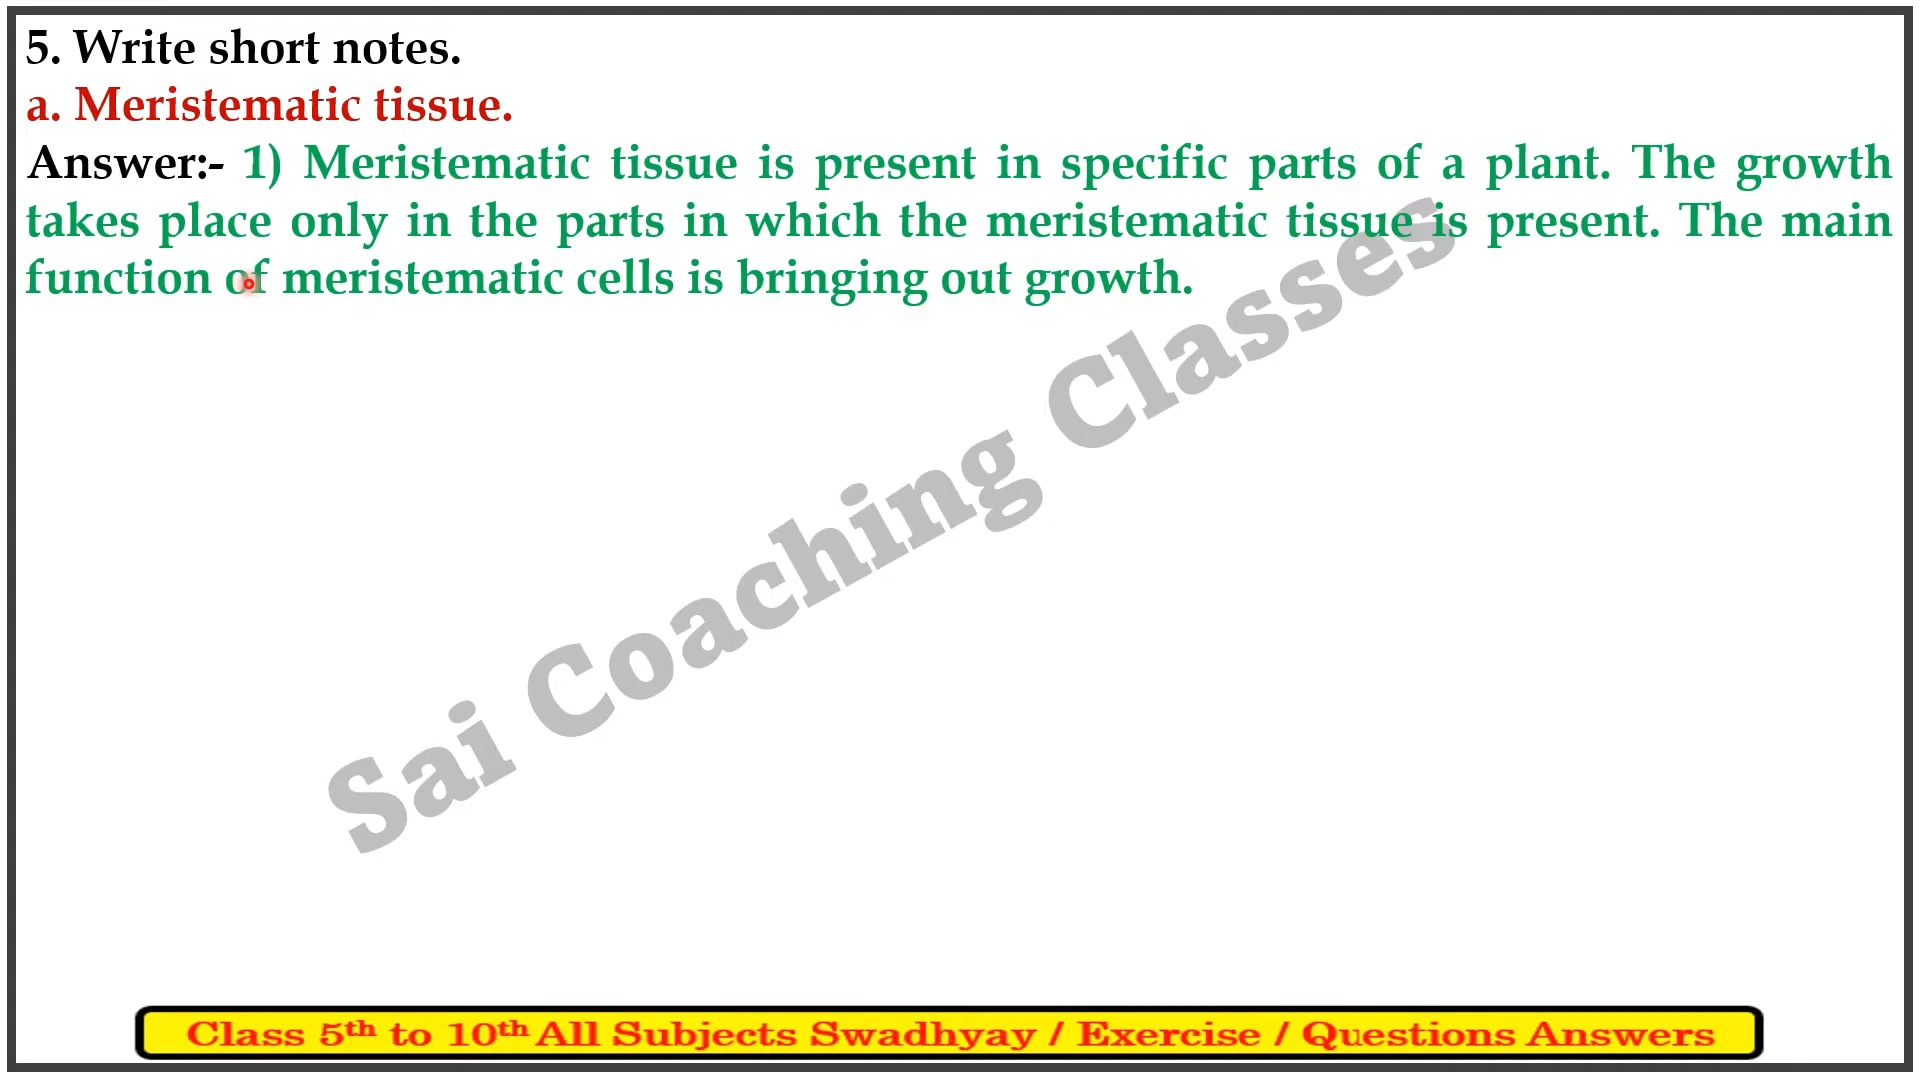 5. Write short notes.
a. Meristematic tissue.
Answer:- 1) Meristematic tissue is present in specific parts of a plant. The growth
takes place only in the parts in which the meristematic tissue is present. The main
function of meristematic cells is bringing out growth.
Sai Coaching Classes
Class 5th to 10th All Subjects Swadhyay / Exercise / Questions Answers